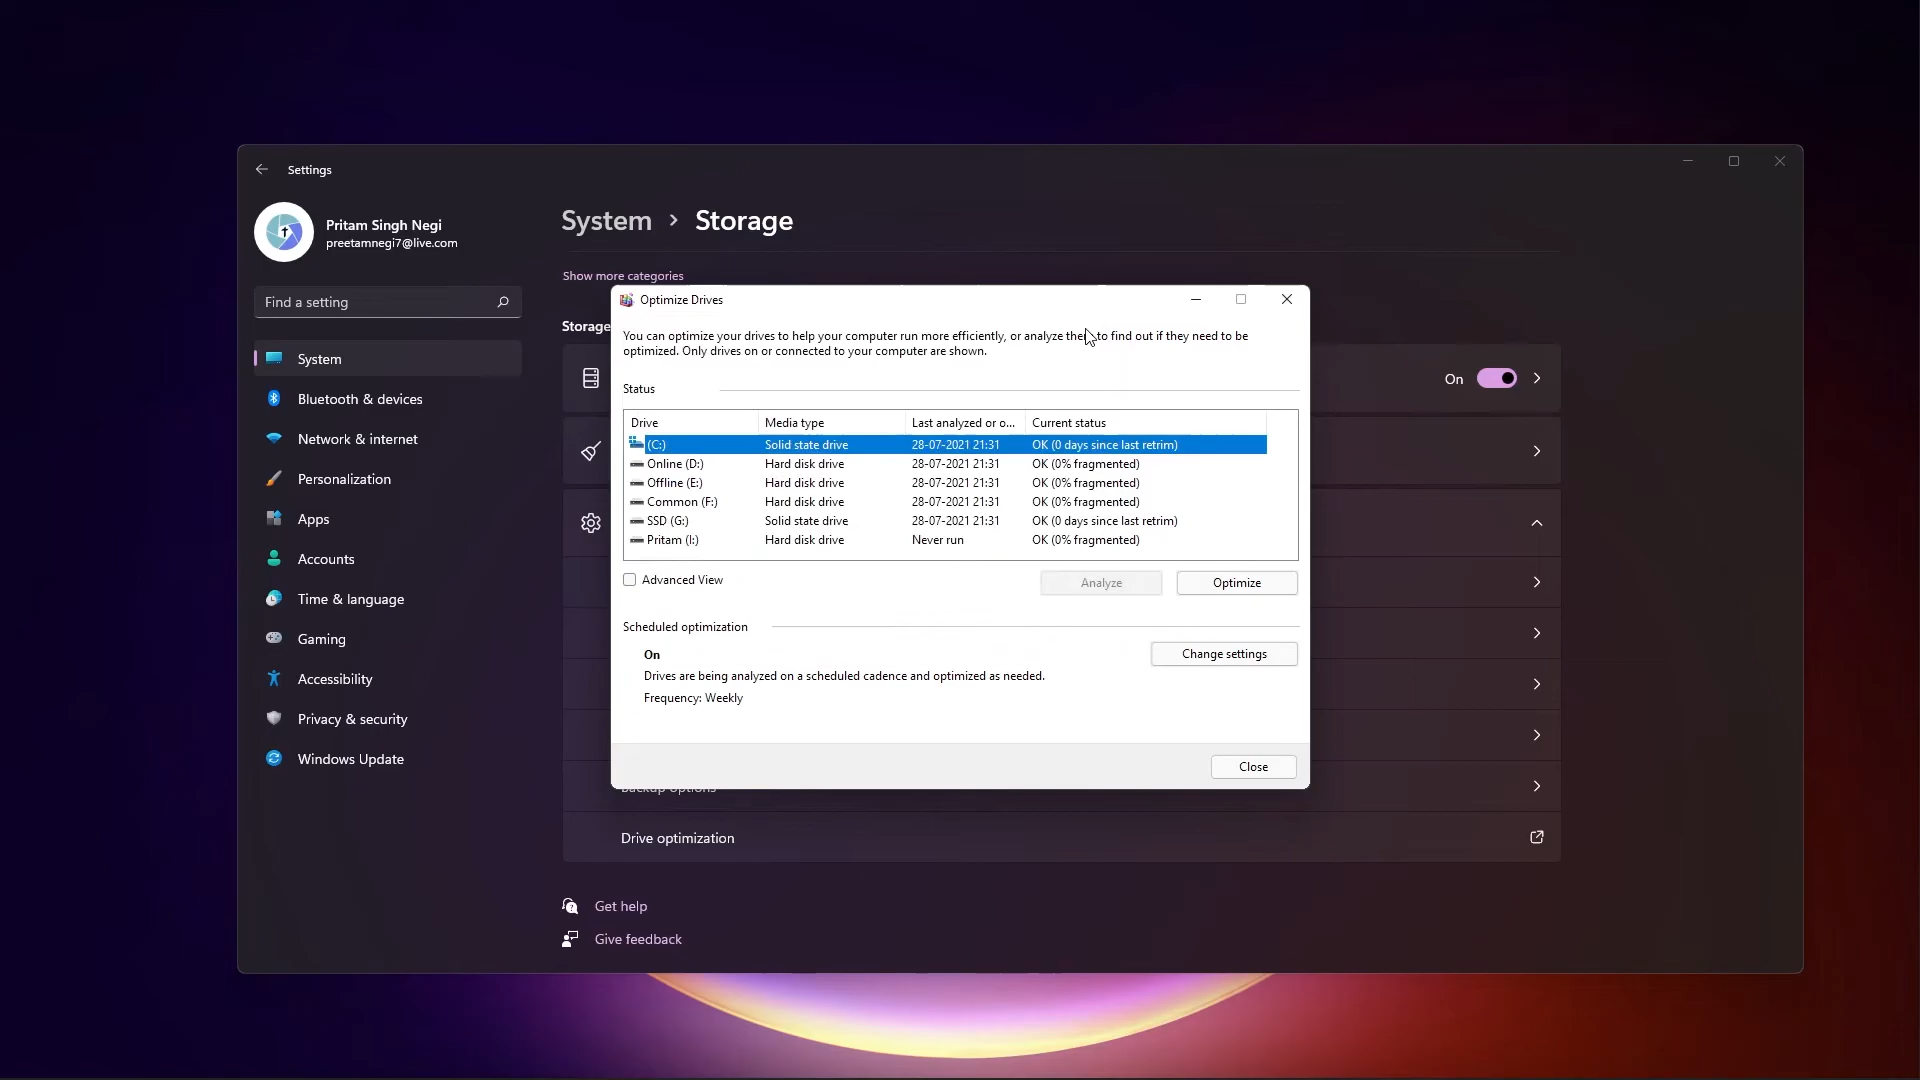 Settings
Pritam Singh Negi
preetamnegi7@live.com
Find a setting
System
Bluetooth & devices
Network & internet
Personalization
Apps
Accounts
Time & language
Gaming
Accessibility
Privacy & security
Windows Update
System > Storage
Show more categories
Storage
On
Optimize Drives
You can optimize your drives to help your computer run more efficiently, or analyze them to find out if they need to be
optimized. Only drives on or connected to your computer are shown.
Status
Drive Media type Last analyzed or o... Current status
(C:) Solid state drive 28-07-2021 21:31 OK (0 days since last retrim)
Online (D:) Hard disk drive 28-07-2021 21:31 OK (0% fragmented)
Offline (E:) Hard disk drive 28-07-2021 21:31 OK (0% fragmented)
Common (F:) Hard disk drive 28-07-2021 21:31 OK (0% fragmented)
SSD (G:) Solid state drive 28-07-2021 21:31 OK (0 days since last retrim)
Pritam (I:) Hard disk drive Never run OK (0% fragmented)
Advanced View
Analyze Optimize
Scheduled optimization
On
Change settings
Drives are being analyzed on a scheduled cadence and optimized as needed.
Frequency: Weekly
Close
Backup options
Drive optimization
Get help
Give feedback